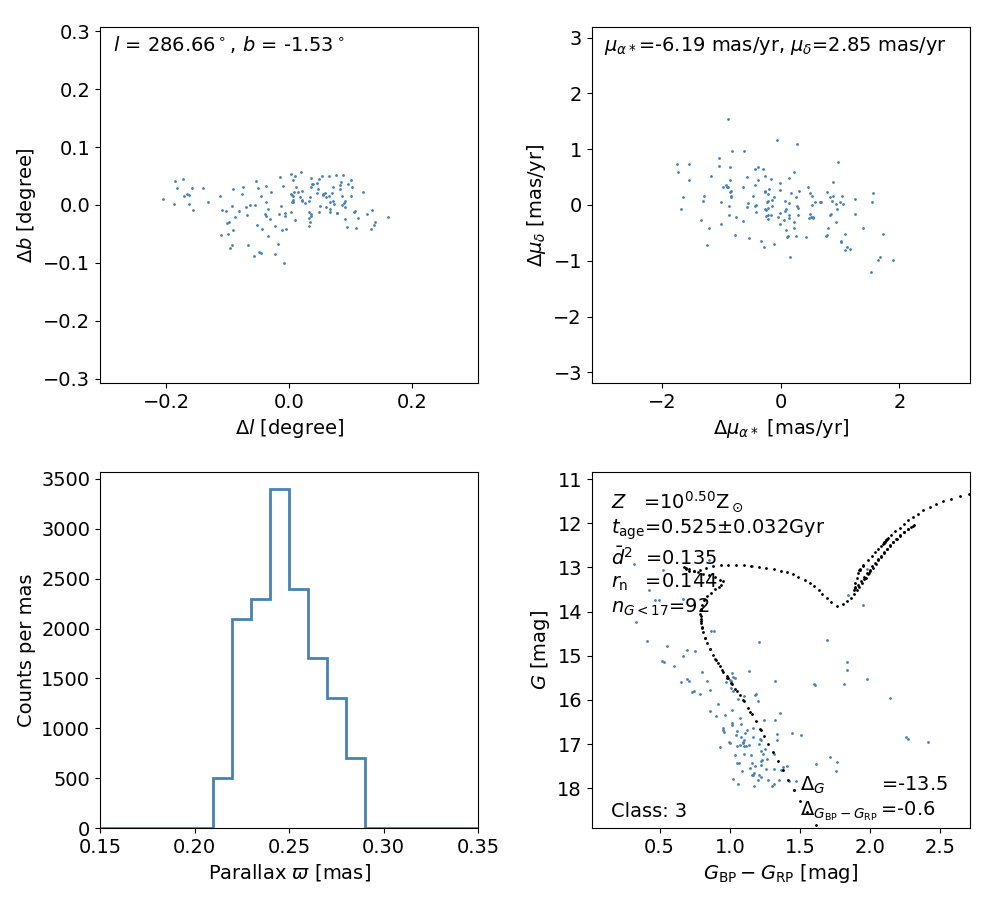 l = 286.66°, b = -1.53°
0.3
0.2
0.1
0.0
−0.1
−0.2
−0.3
Δb [degree]
−0.2
0.0
0.2
Δl [degree]
μα*=-6.19 mas/yr, μδ=2.85 mas/yr
3
2
1
0
−1
−2
−3
Δμδ [mas/yr]
−2
0
2
Δμα* [mas/yr]
3500
3000
2500
2000
1500
1000
500
0
Counts per mas
0.15
0.20
0.25
0.30
0.35
Parallax ϖ [mas]
11
12
13
14
15
16
17
18
G [mag]
Z =10^0.50 Z⊙
t_age=0.525±0.032Gyr
d̄² =0.135
r_n =0.144
n_G<17=92
Δ_G =-13.5
Δ_G_BP−G_RP =-0.6
Class: 3
0.5
1.0
1.5
2.0
2.5
G_BP − G_RP [mag]